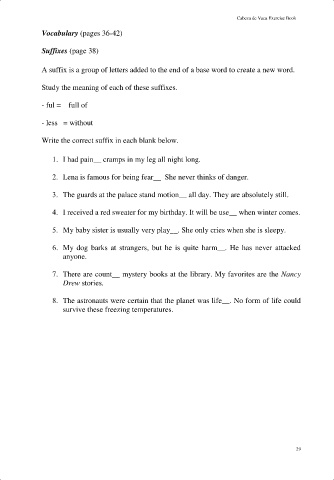 Cabeza de Vaca Exercise Book
Vocabulary (pages 36-42)
Suffixes (page 38)
A suffix is a group of letters added to the end of a base word to create a new word.
Study the meaning of each of these suffixes.
- ful = full of
- less = without
Write the correct suffix in each blank below.
1. I had pain__ cramps in my leg all night long.
2. Lena is famous for being fear__ She never thinks of danger.
3. The guards at the palace stand motion__ all day. They are absolutely still.
4. I received a red sweater for my birthday. It will be use__ when winter comes.
5. My baby sister is usually very play__. She only cries when she is sleepy.
6. My dog barks at strangers, but he is quite harm__. He has never attacked
anyone.
7. There are count__ mystery books at the library. My favorites are the Nancy
Drew stories.
8. The astronauts were certain that the planet was life__. No form of life could
survive these freezing temperatures.
29